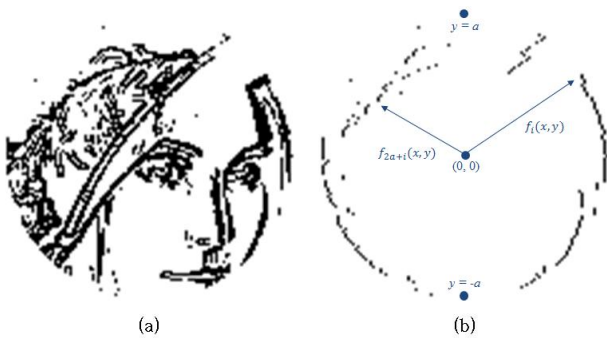 y = a
f_i(x,y)
f_{2a+i}(x,y)
(0, 0)
y = -a
(a)
(b)